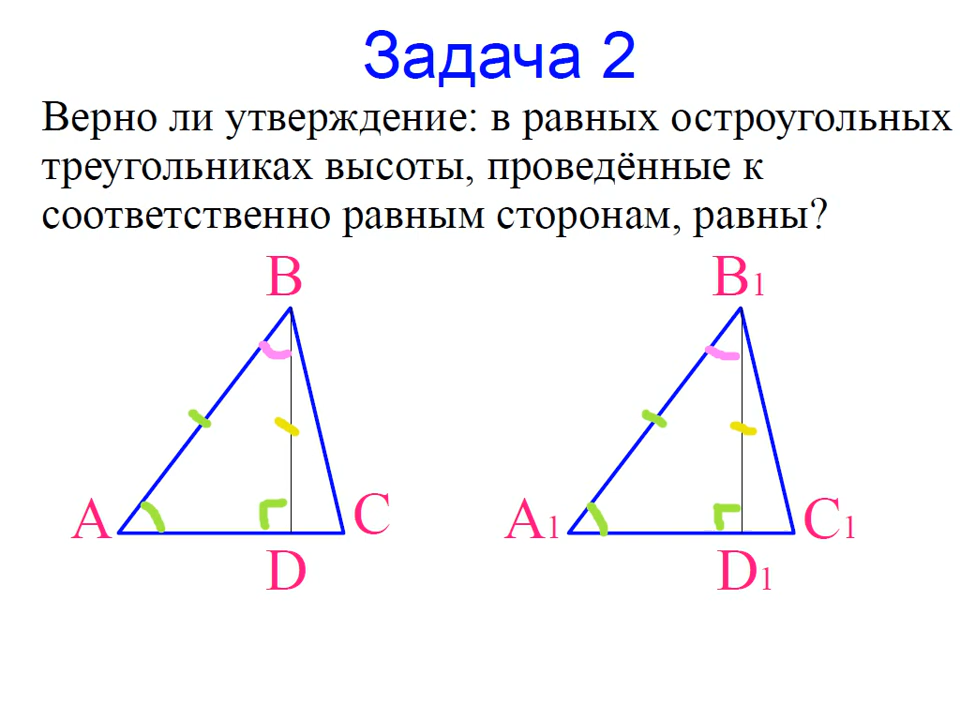 Задача 2
Верно ли утверждение: в равных остроугольных
треугольниках высоты, проведённые к
соответственно равным сторонам, равны?
B B1
A C A1 C1
D D1